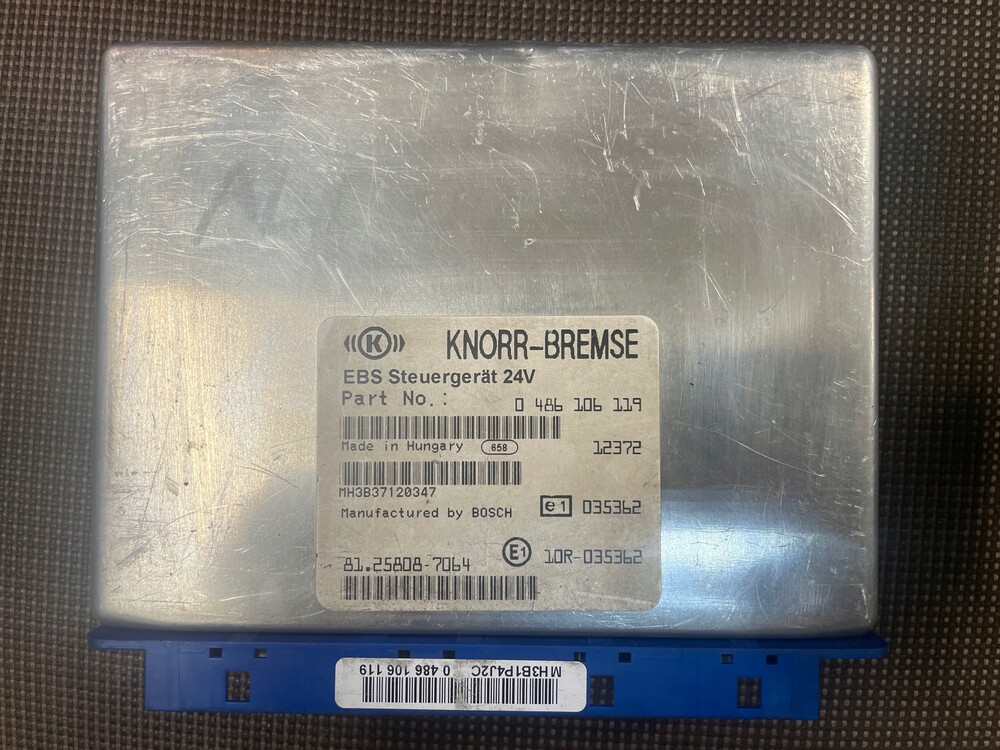 K KNORR-BREMSE
EBS Steuergerät 24V
Part No.: 0 486 106 119
Made in Hungary 658 12372
MH3B37120347
Manufactured by BOSCH e1 035362
81.25808-7064 E1 10R-035362
MH3B1P4J2C 0 486 106 119